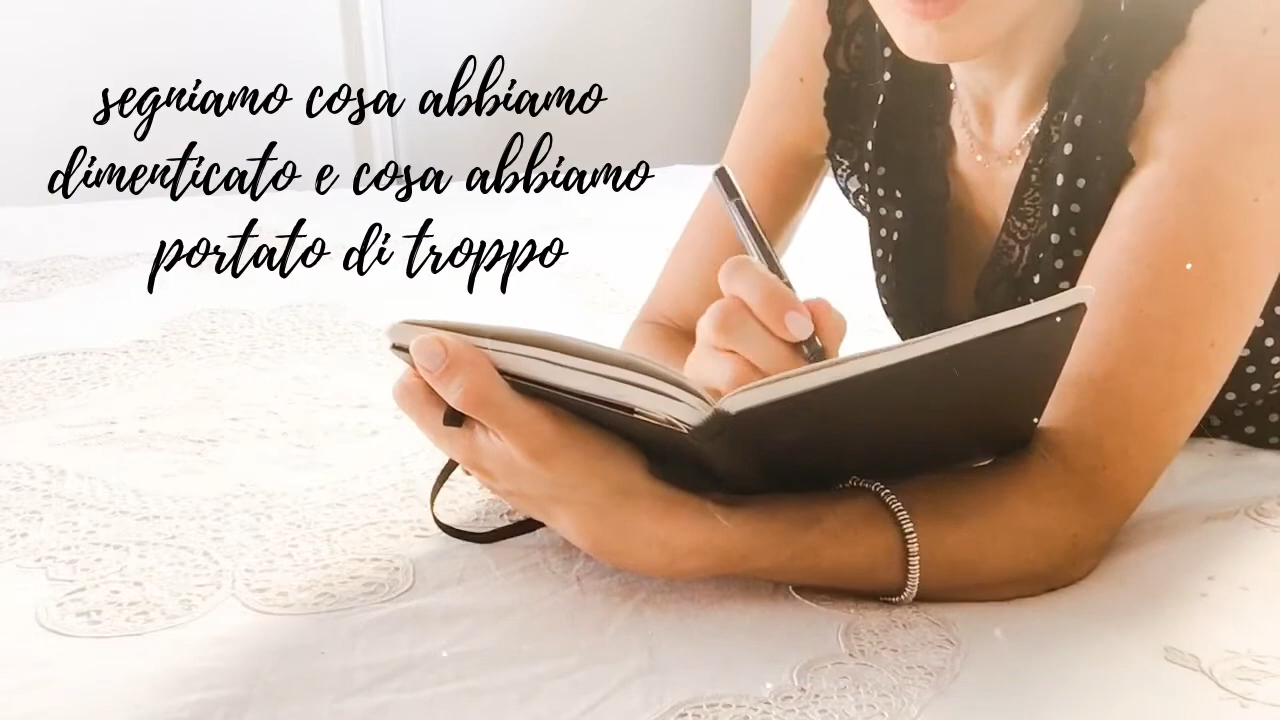 segniamo cosa abbiamo
dimenticato e cosa abbiamo
portato di troppo